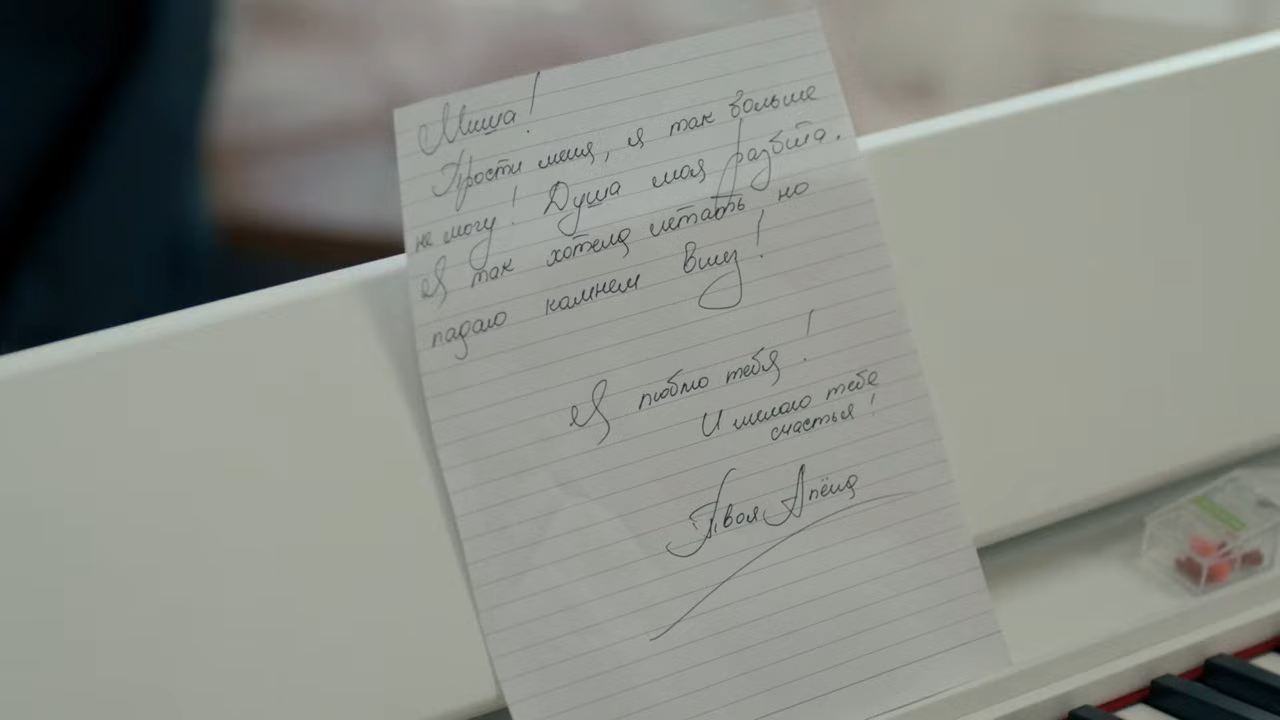 Миша!
Прости меня, я так больше
не могу! Душа моя разбита.
Я так хотела летать, но
падаю камнем вниз!
Я люблю тебя!
И желаю тебе
счастья!
Твоя Алёна